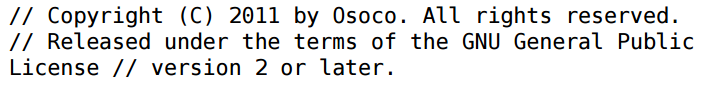 // Copyright (C) 2011 by Osoco. All rights reserved.
// Released under the terms of the GNU General Public
License // version 2 or later.